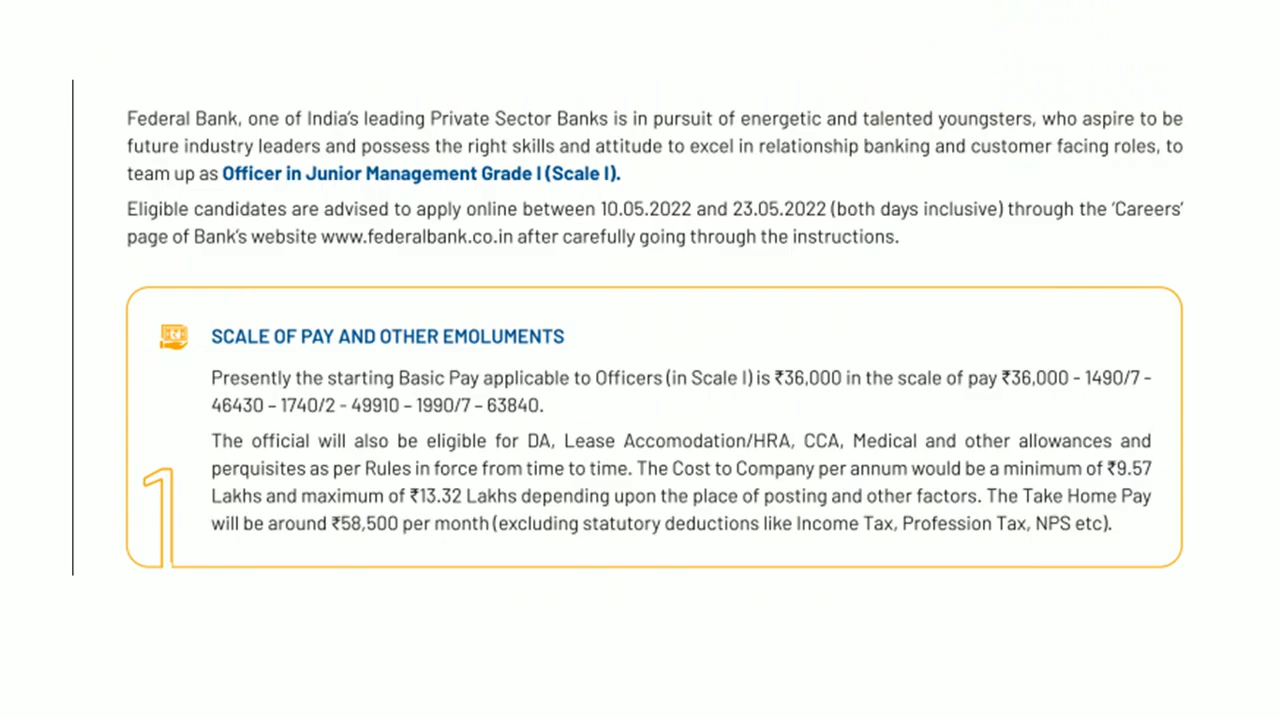 Federal Bank, one of India's leading Private Sector Banks is in pursuit of energetic and talented youngsters, who aspire to be
future industry leaders and possess the right skills and attitude to excel in relationship banking and customer facing roles, to
team up as Officer in Junior Management Grade I (Scale I).
Eligible candidates are advised to apply online between 10.05.2022 and 23.05.2022 (both days inclusive) through the 'Careers'
page of Bank's website www.federalbank.co.in after carefully going through the instructions.
SCALE OF PAY AND OTHER EMOLUMENTS
Presently the starting Basic Pay applicable to Officers (in Scale I) is ₹36,000 in the scale of pay ₹36,000 - 1490/7 -
46430 – 1740/2 - 49910 – 1990/7 – 63840.
The official will also be eligible for DA, Lease Accomodation/HRA, CCA, Medical and other allowances and
perquisites as per Rules in force from time to time. The Cost to Company per annum would be a minimum of ₹9.57
Lakhs and maximum of ₹13.32 Lakhs depending upon the place of posting and other factors. The Take Home Pay
will be around ₹58,500 per month (excluding statutory deductions like Income Tax, Profession Tax, NPS etc).
1